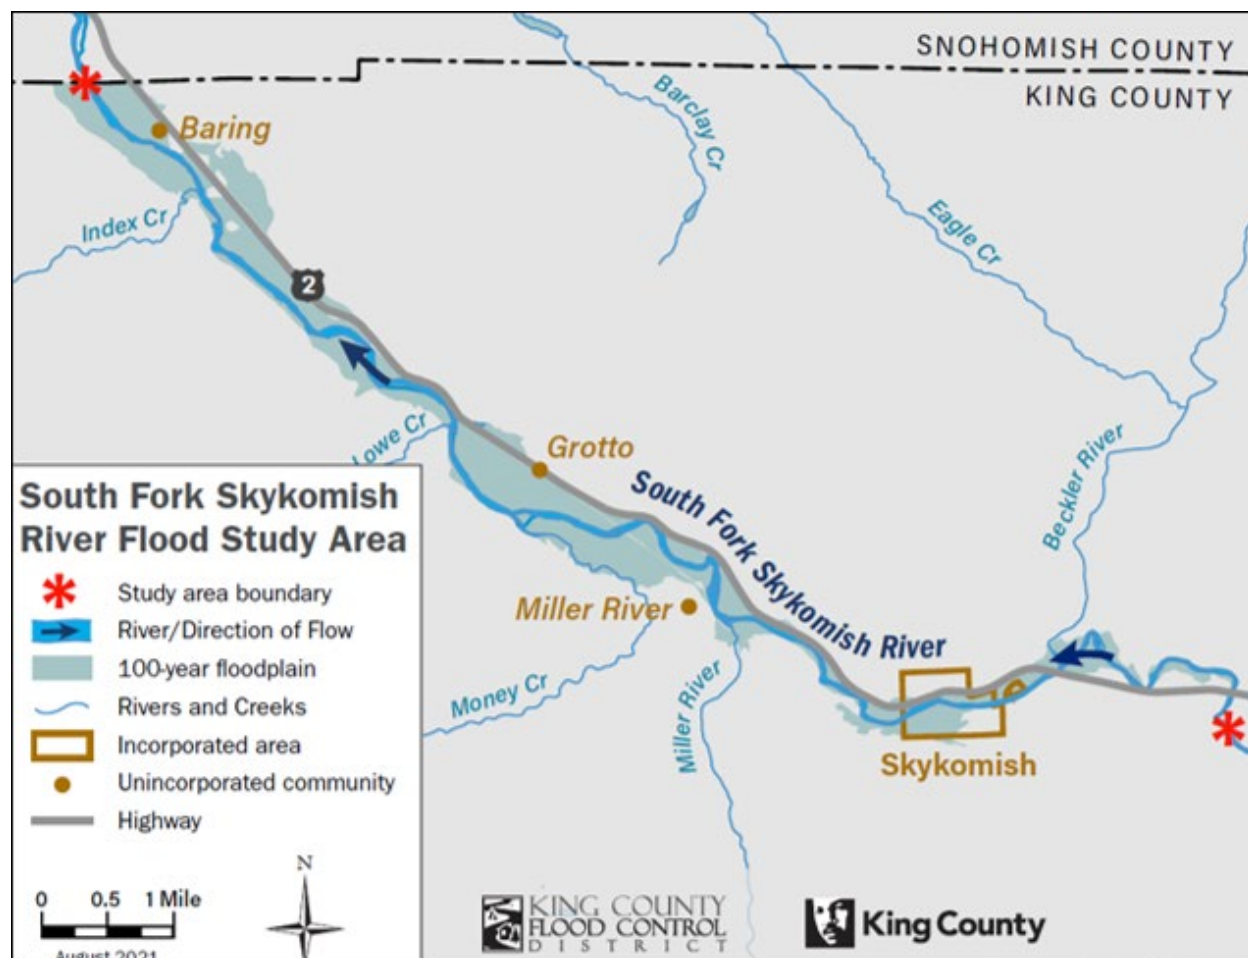 SNOHOMISH COUNTY
KING COUNTY
Barclay Cr
Baring
Eagle Cr
Index Cr
2
Lowe Cr
Grotto
Beckler River
South Fork Skykomish River
Miller River
Money Cr
Miller River
Skykomish
South Fork Skykomish
River Flood Study Area
Study area boundary
River/Direction of Flow
100-year floodplain
Rivers and Creeks
Incorporated area
Unincorporated community
Highway
N
0 0.5 1 Mile
August 2021
KING COUNTY
FLOOD CONTROL
DISTRICT
King County